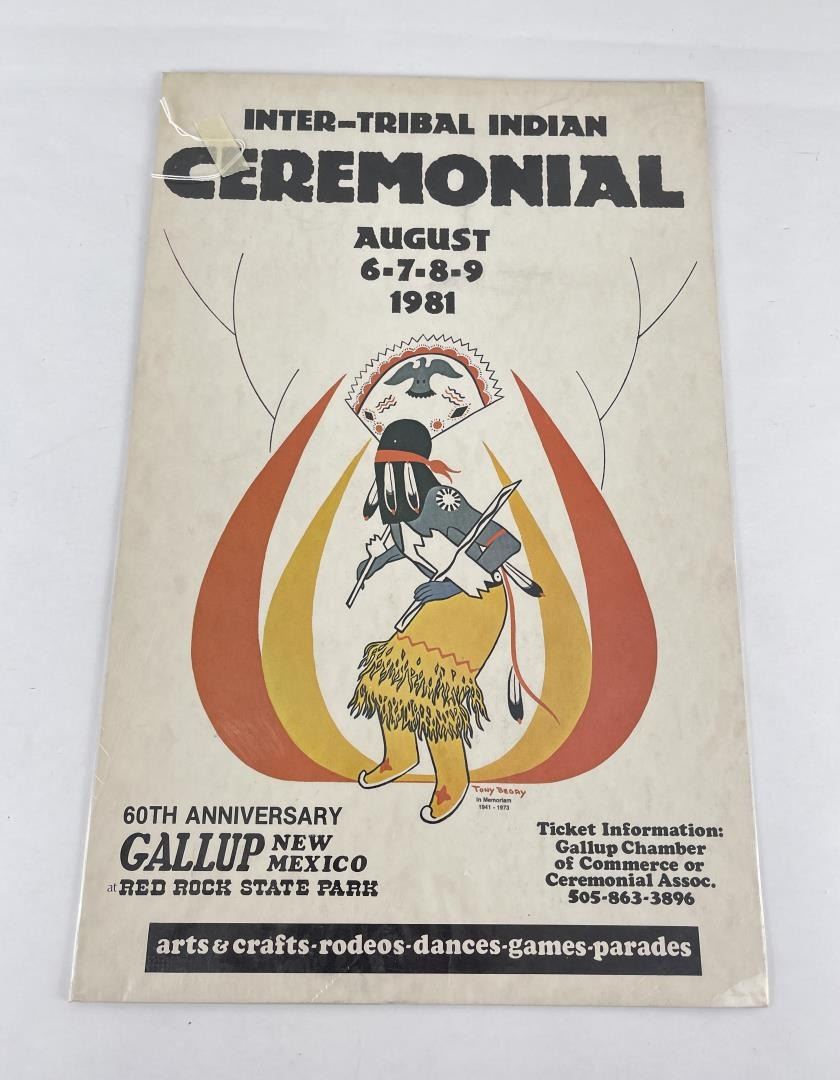 INTER-TRIBAL INDIAN
CEREMONIAL
AUGUST
6-7-8-9
1981
TONY BEGAY
In Memoriam
1941 - 1973
60TH ANNIVERSARY
GALLUP NEW MEXICO
at RED ROCK STATE PARK
Ticket Information:
Gallup Chamber
of Commerce or
Ceremonial Assoc.
505-863-3896
arts & crafts-rodeos-dances-games-parades